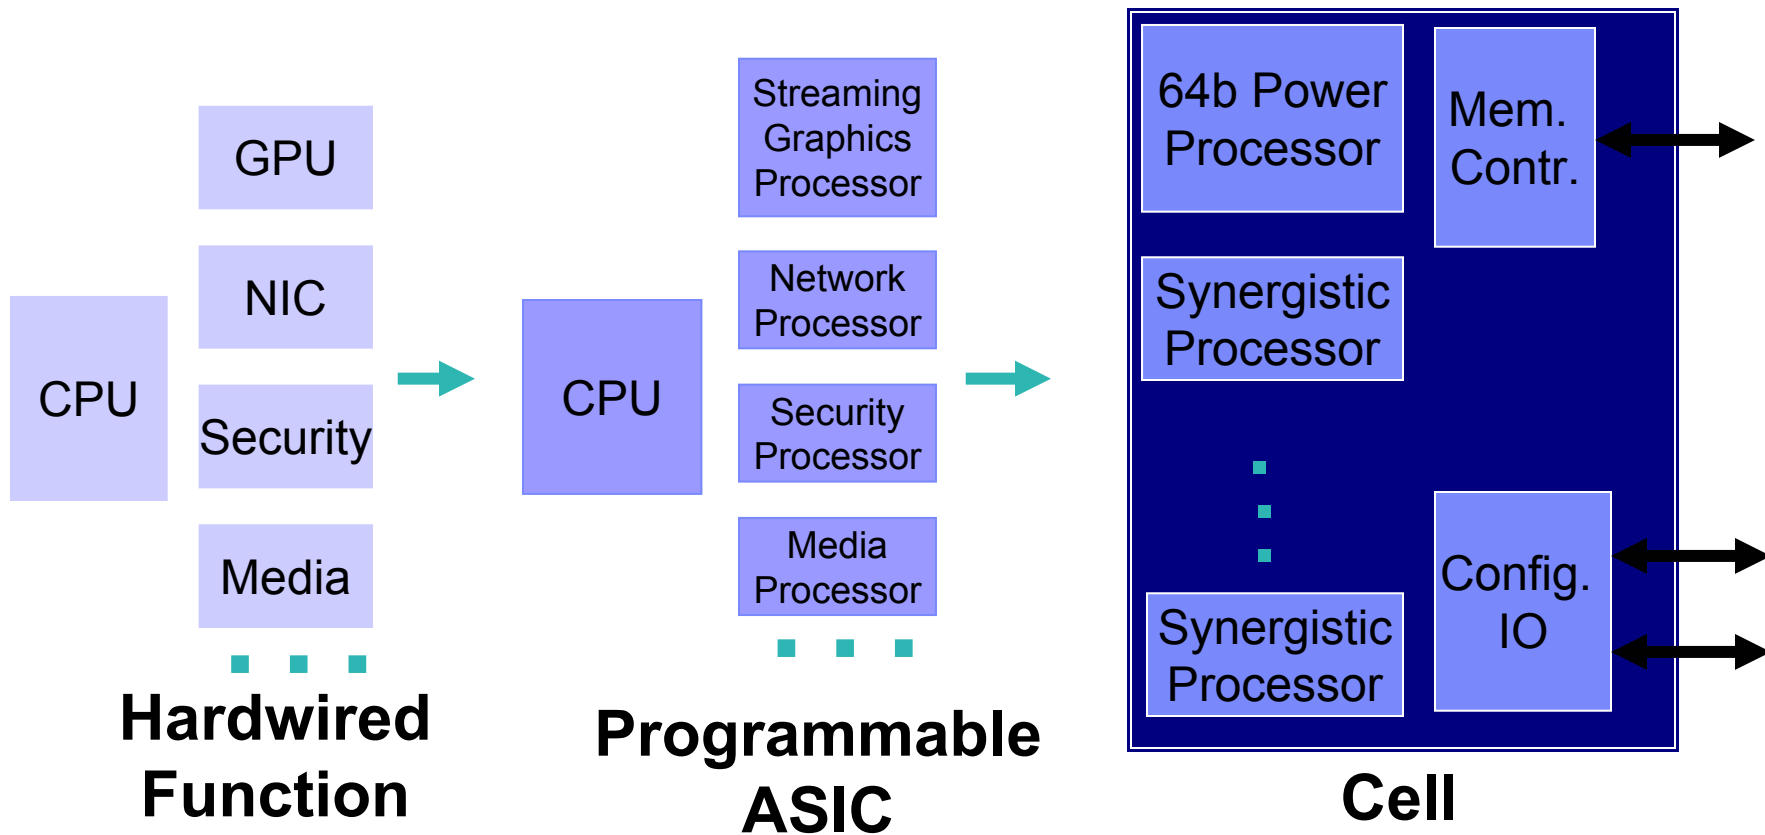 GPU
NIC
CPU
Security
Media
Hardwired
Function
Streaming
Graphics
Processor
Network
Processor
CPU
Security
Processor
Media
Processor
Programmable
ASIC
64b Power
Processor
Mem.
Contr.
Synergistic
Processor
Synergistic
Processor
Config.
IO
Cell